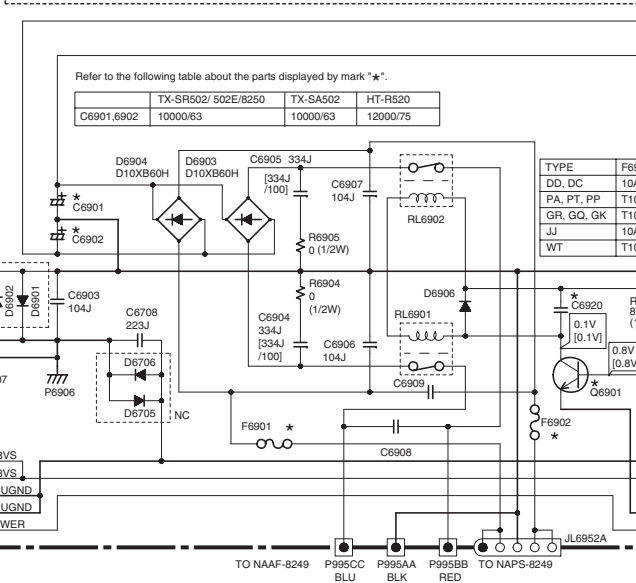 Refer to the following table about the parts displayed by mark "*".
TX-SR502/ 502E/8250 TX-SA502 HT-R520
C6901,6902 10000/63 10000/63 12000/75
D6904
D10XB60H
D6903
D10XB60H
C6905 334J
[334J
/100]
C6907
104J
RL6902
TYPE
DD, DC
PA, PT, PP
GR, GQ, GK
JJ
WT
*
C6901
*
C6902
R6905
0 (1/2W)
R6904
0
(1/2W)
D6902
D6901
C6903
104J
C6708
223J
C6904
334J
[334J
/100]
C6906
104J
RL6901
D6906
*
C6920
0.1V
[0.1V]
0.8V
*
Q6901
D6706
D6705
NC
P6906
C6909
F6901 *
C6908
F6902
*
UGND
UGND
JL6952A
TO NAAF-8249
P995CC
BLU
P995AA
BLK
P995BB
RED
TO NAPS-8249